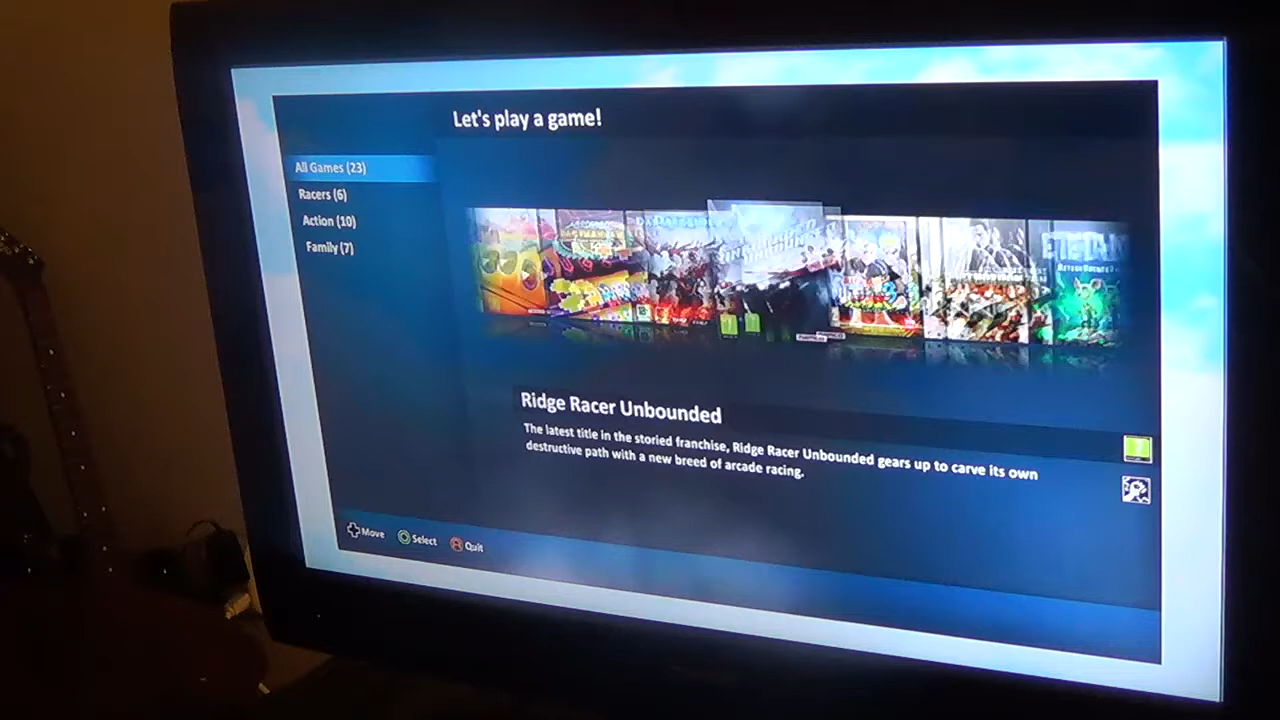 Let's play a game!
All Games (23)
Racers (6)
Action (10)
Family (7)
Ridge Racer Unbounded
The latest title in the storied franchise, Ridge Racer Unbounded gears up to carve its own
destructive path with a new breed of arcade racing.
Move
Select
Quit